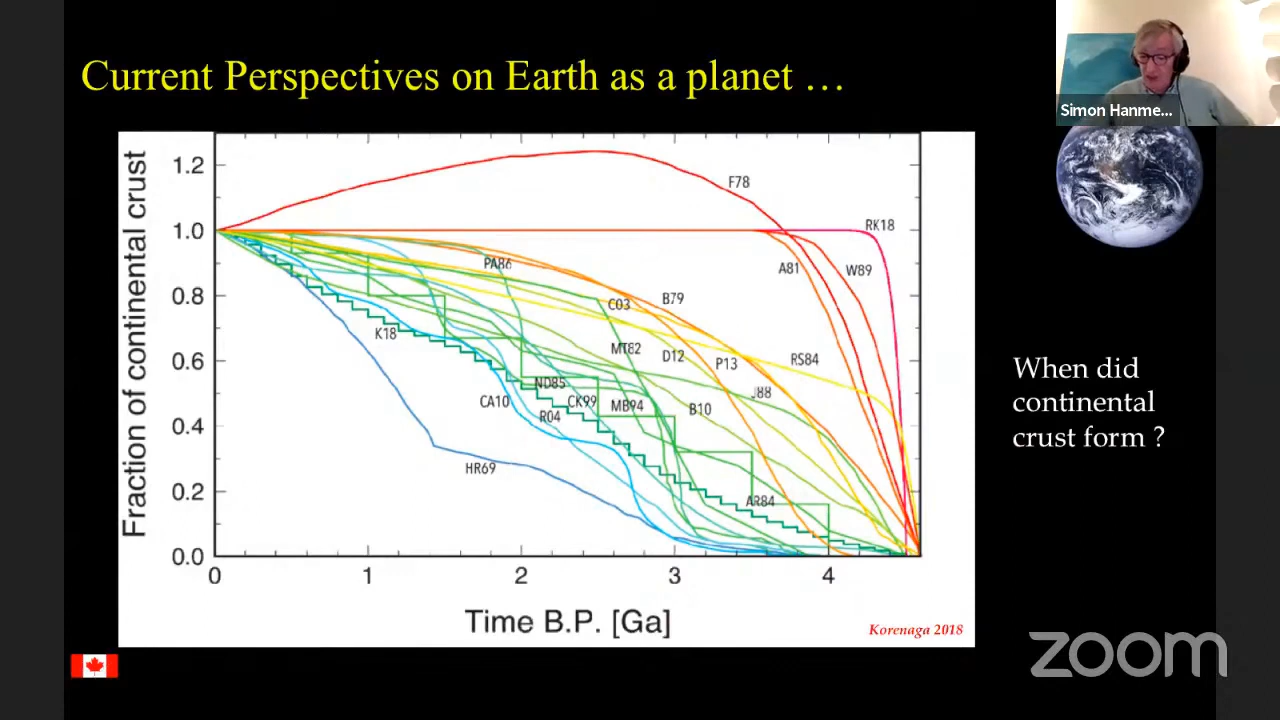 Current Perspectives on Earth as a planet …
Simon Hanme...
Fraction of continental crust
1.2
1.0
0.8
0.6
0.4
0.2
0.0
0
1
2
3
4
F78
RK18
A81
W89
PA86
C03
B79
K18
MT82
D12
P13
RS84
ND85
J88
CA10
R04
CK99
MB94
B10
HR69
AR84
Time B.P. [Ga]
Korenaga 2018
When did
continental
crust form ?
zoom